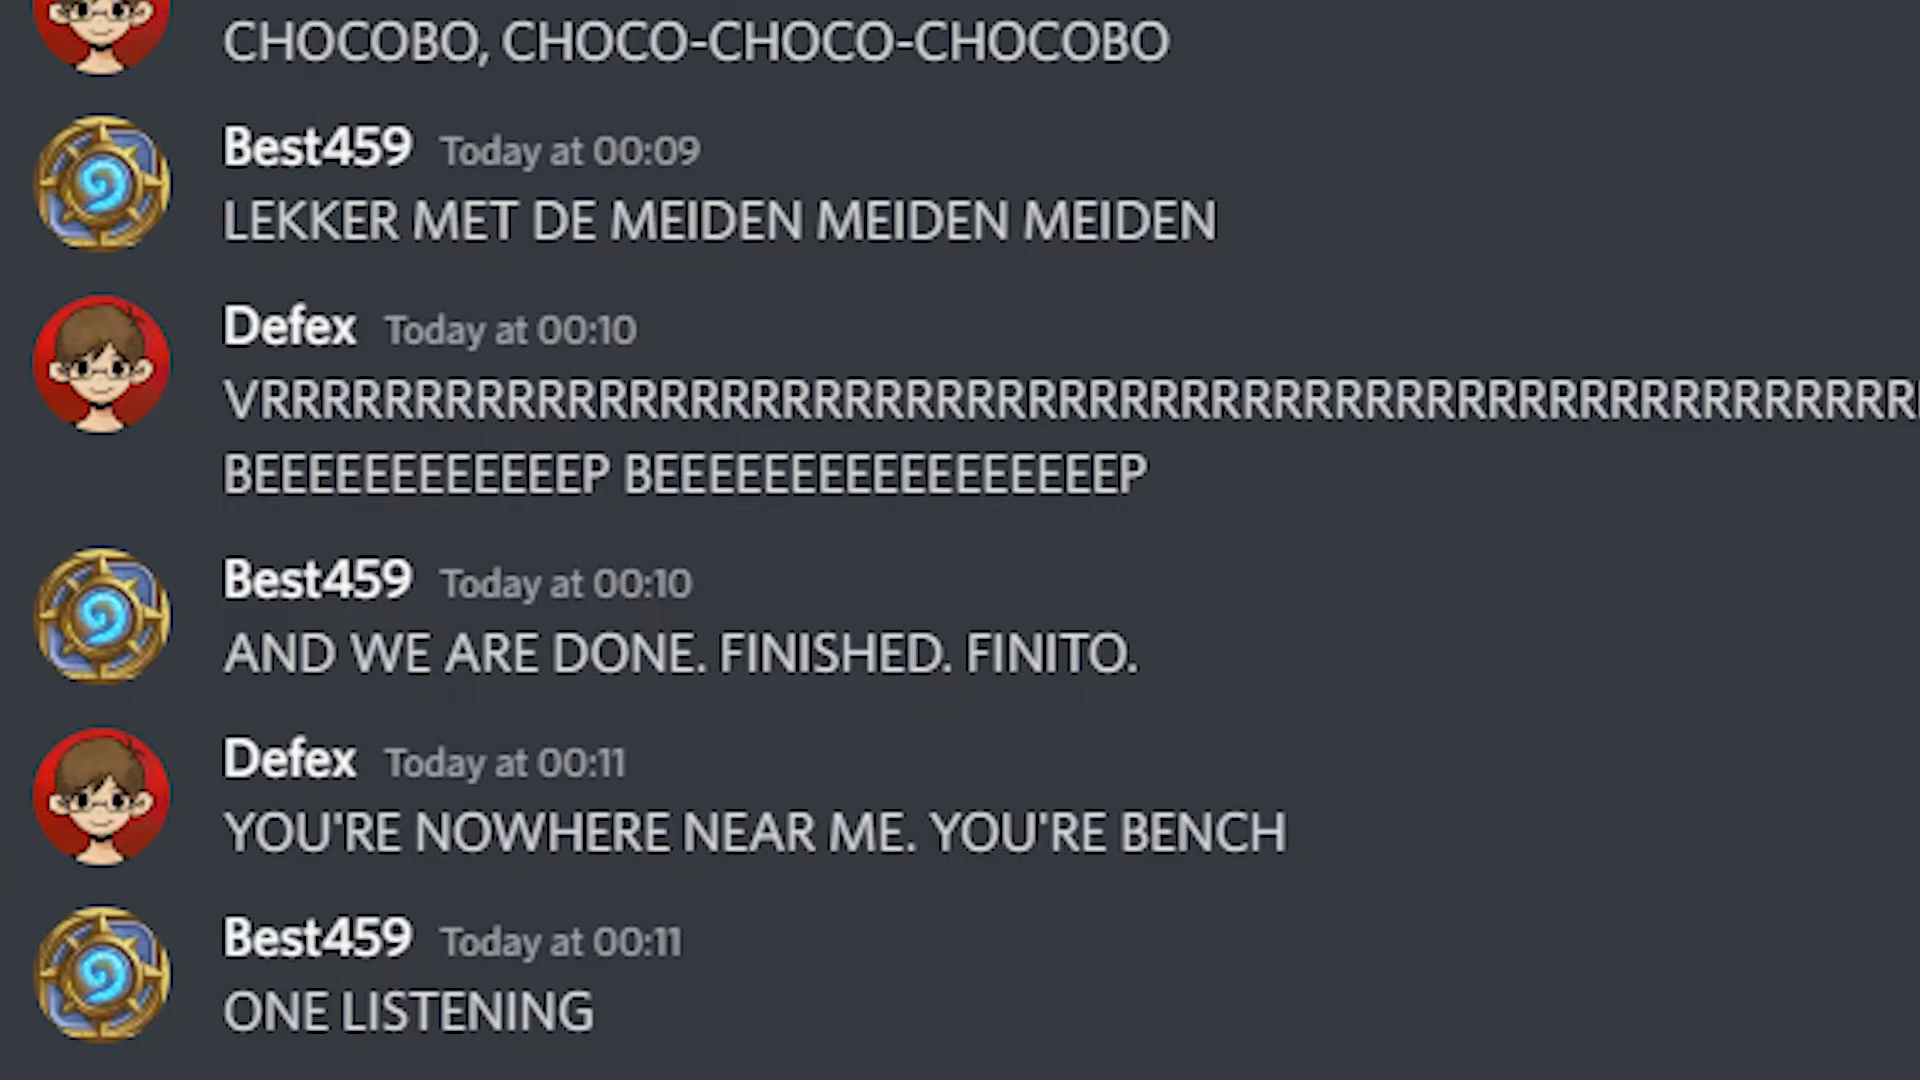 CHOCOBO, CHOCO-CHOCO-CHOCOBO
Best459 Today at 00:09
LEKKER MET DE MEIDEN MEIDEN MEIDEN
Defex Today at 00:10
VRRRRRRRRRRRRRRRRRRRRRRRRRRRRRRRRRRRRRRRRRRRRRRRRRRRRRR
BEEEEEEEEEEEEP BEEEEEEEEEEEEEEEEEP
Best459 Today at 00:10
AND WE ARE DONE. FINISHED. FINITO.
Defex Today at 00:11
YOU'RE NOWHERE NEAR ME. YOU'RE BENCH
Best459 Today at 00:11
ONE LISTENING